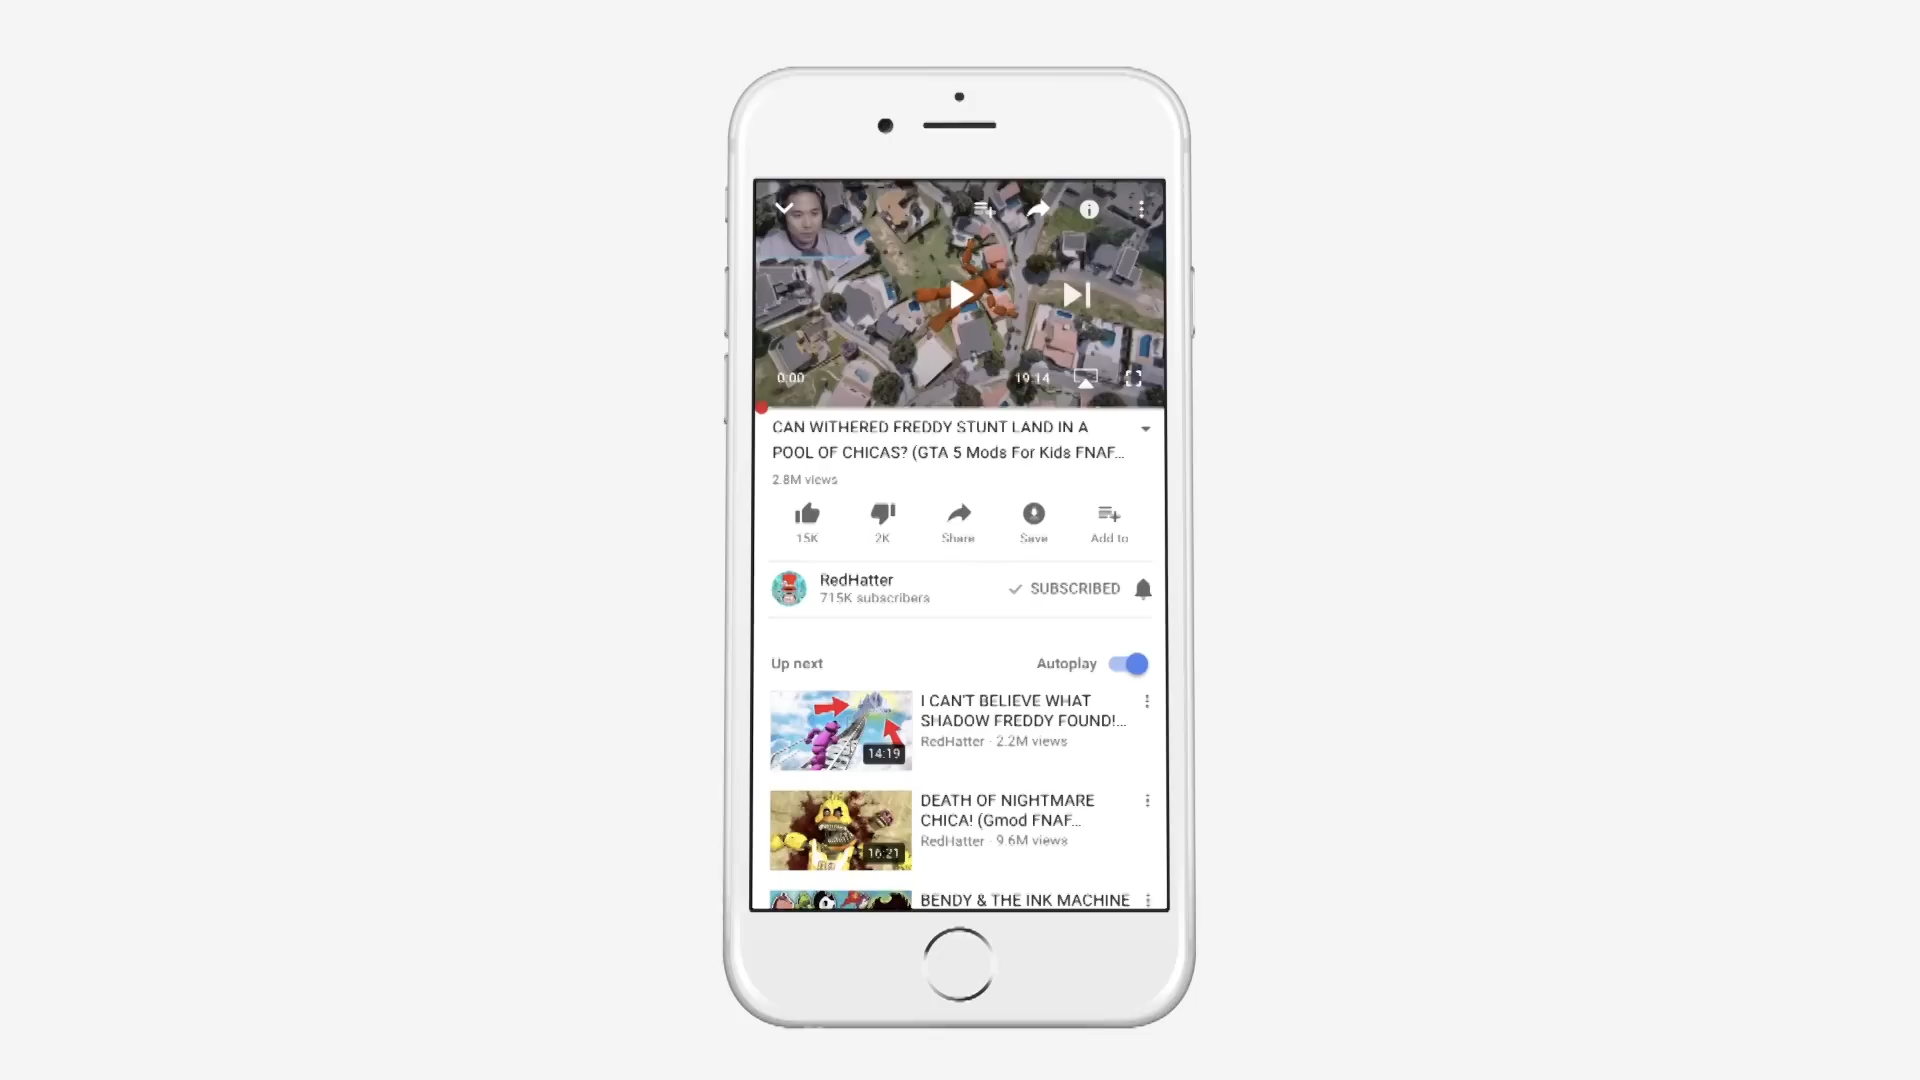 0:00
19:14
CAN WITHERED FREDDY STUNT LAND IN A
POOL OF CHICAS? (GTA 5 Mods For Kids FNAF...
2.8M views
15K
2K
Share
Save
Add to
RedHatter
715K subscribers
SUBSCRIBED
Up next
Autoplay
14:19
I CAN'T BELIEVE WHAT
SHADOW FREDDY FOUND!...
RedHatter · 2.2M views
16:21
DEATH OF NIGHTMARE
CHICA! (Gmod FNAF...
RedHatter · 9.6M views
BENDY & THE INK MACHINE